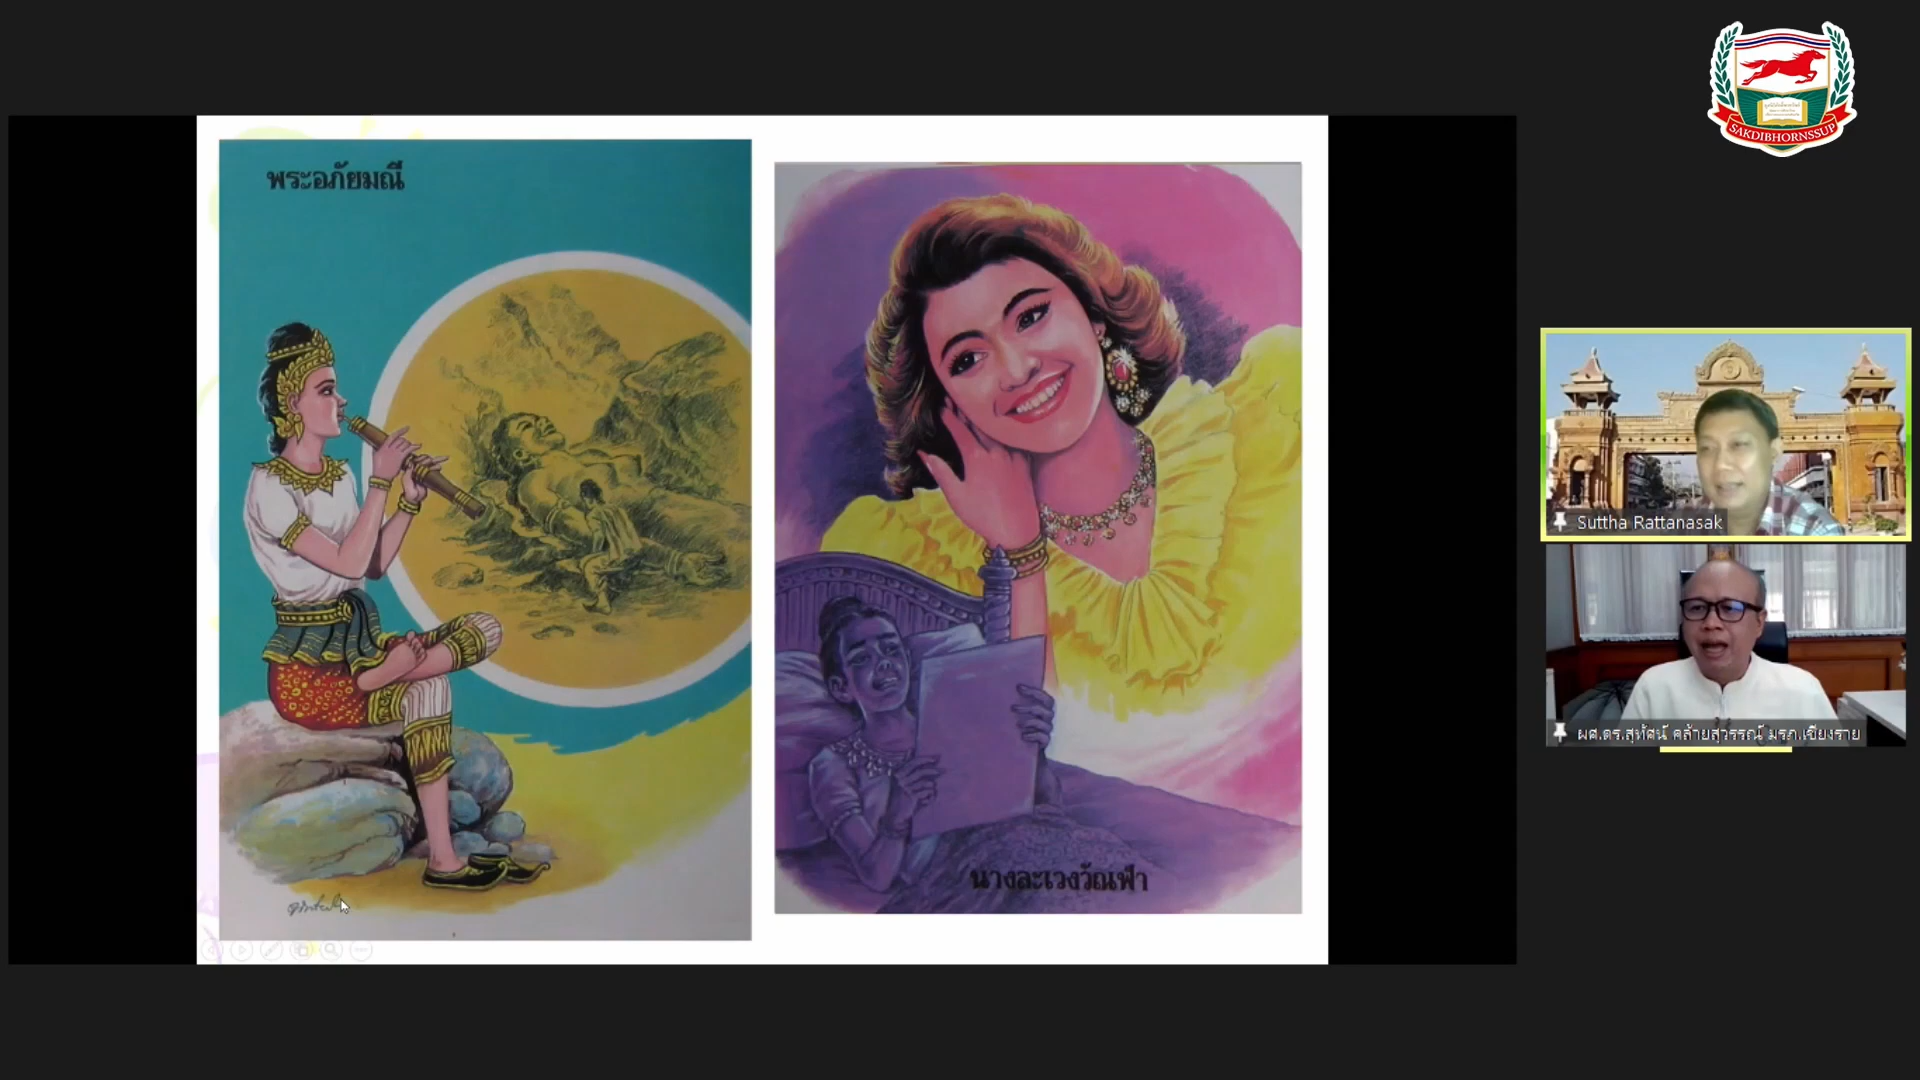 พระอภัยมณี
นางละเวงวัณฬา
SAKDIBHORNSSUP
Suttha Rattanasak
ผศ.ดร.สุทัศน์ คล้ายสุวรรณ์ มรภ.เชียงราย